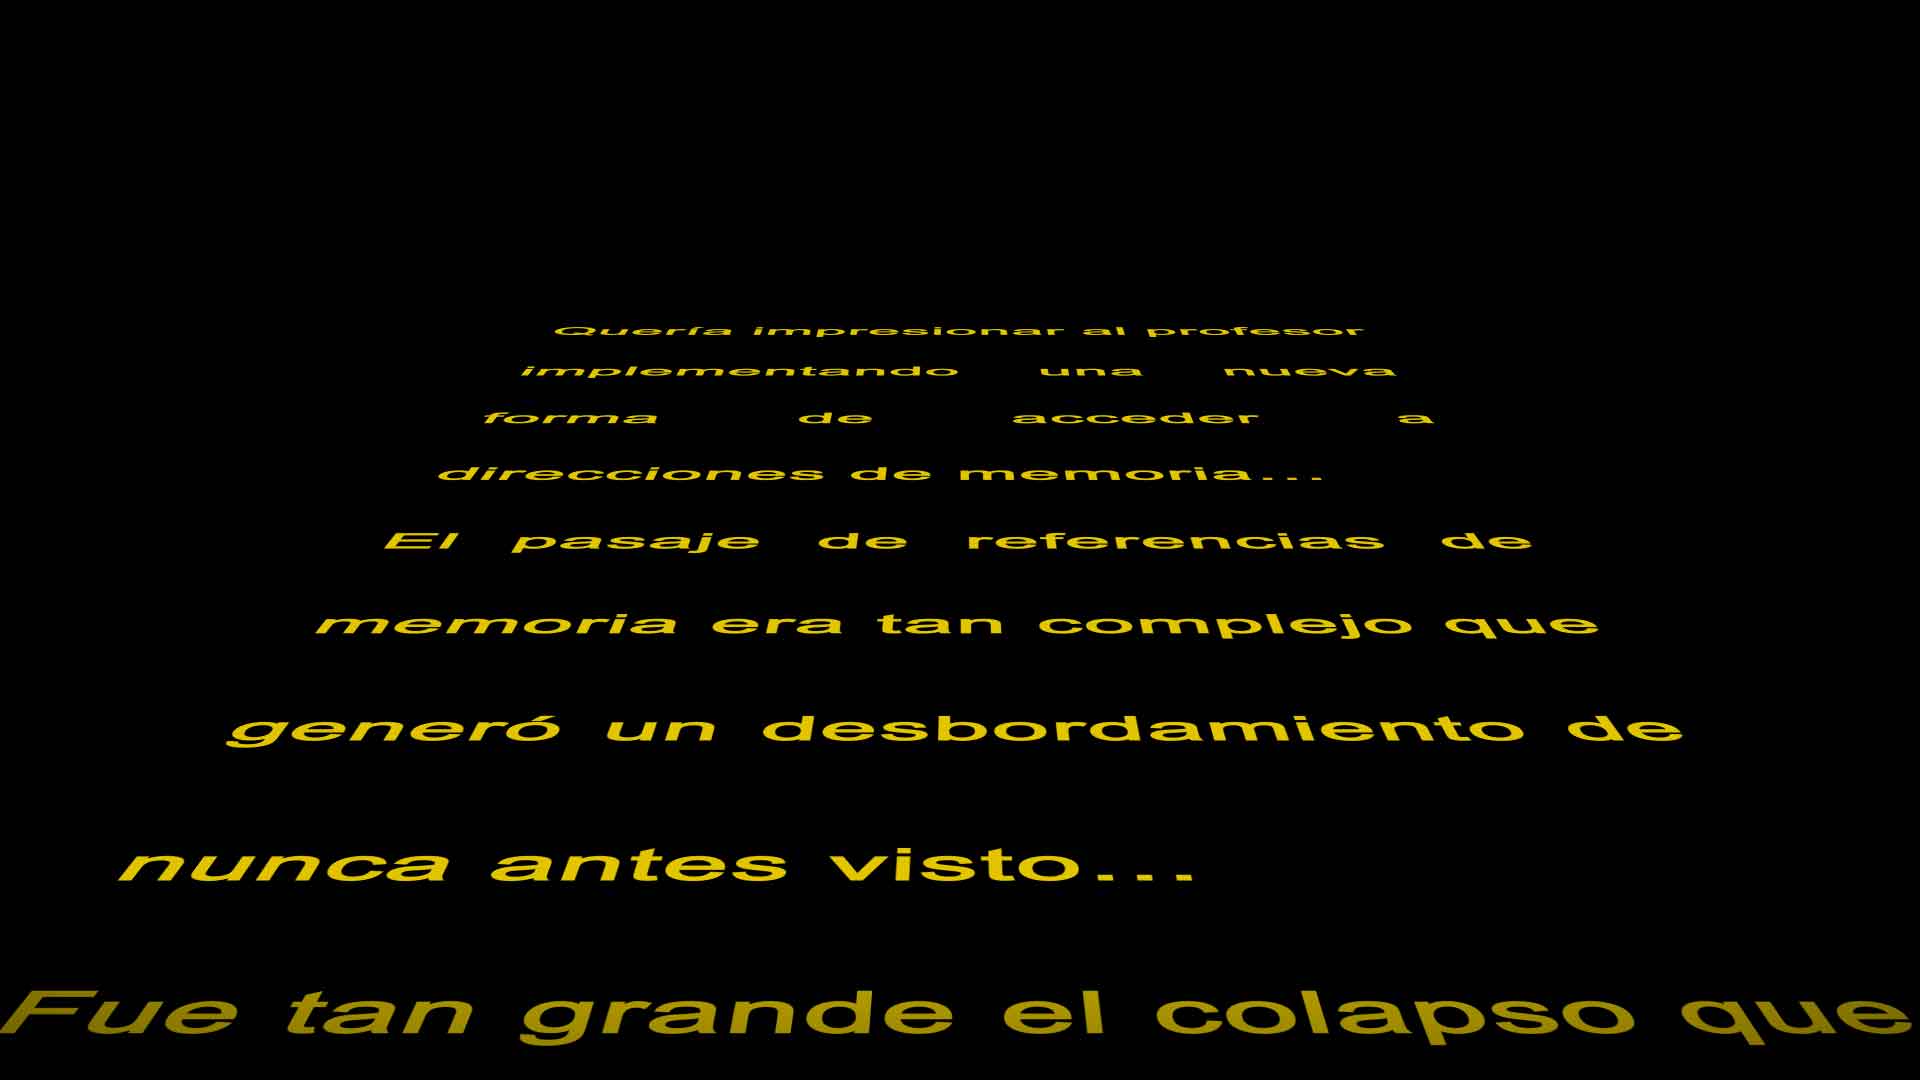 Quería impresionar al profesor
implementando una nueva
forma de acceder a
direcciones de memoria...
El pasaje de referencias de
memoria era tan complejo que
generó un desbordamiento de
nunca antes visto...
Fue tan grande el colapso que